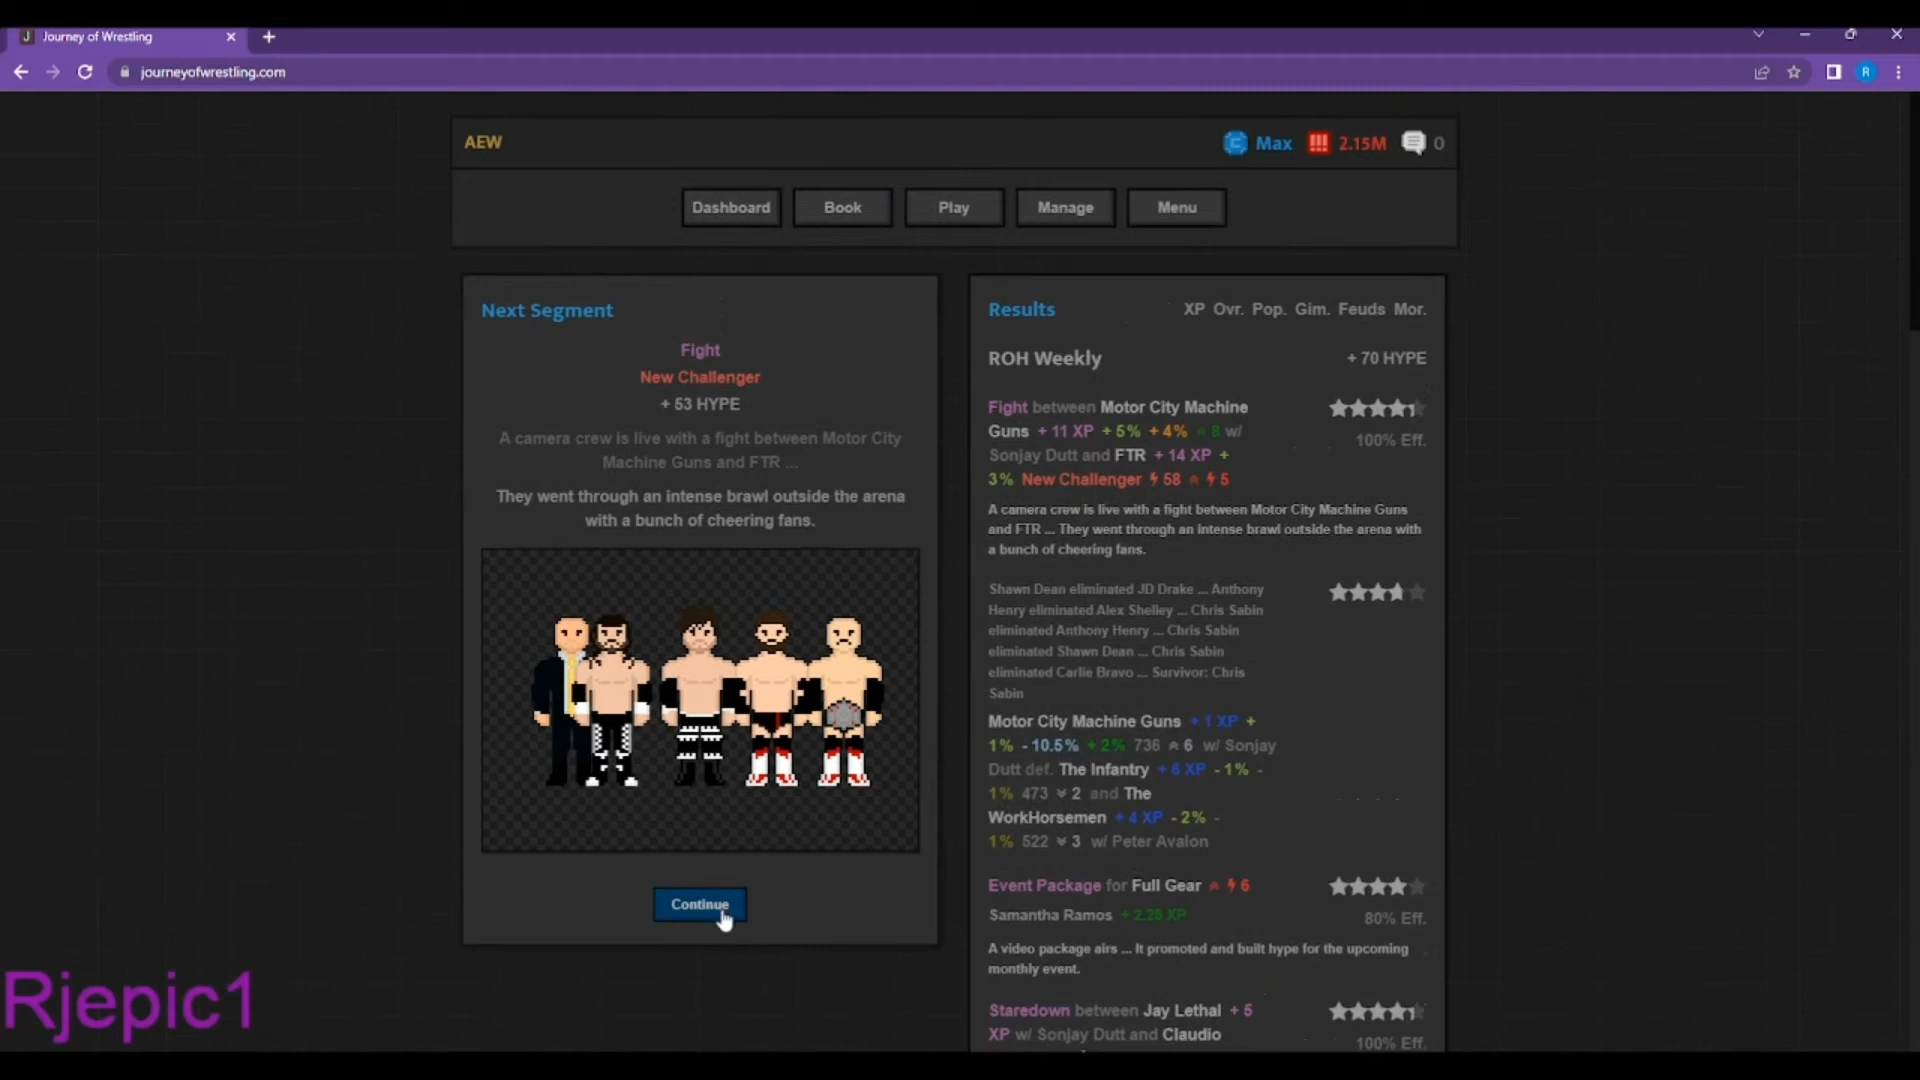 Journey of Wrestling
journeyofwrestling.com
R
AEW
Max 2.15M 0
Dashboard Book Play Manage Menu
Next Segment
Fight
New Challenger
+ 53 HYPE
A camera crew is live with a fight between Motor City
Machine Guns and FTR ...
They went through an intense brawl outside the arena
with a bunch of cheering fans.
Continue
Results XP Ovr. Pop. Gim. Feuds Mor.
ROH Weekly + 70 HYPE
Fight between Motor City Machine
Guns + 11 XP + 5% + 4% 8 w/
100% Eff.
Sonjay Dutt and FTR + 14 XP +
3% New Challenger 58 5
A camera crew is live with a fight between Motor City Machine Guns
and FTR ... They went through an intense brawl outside the arena with
a bunch of cheering fans.
Shawn Dean eliminated JD Drake ... Anthony
Henry eliminated Alex Shelley ... Chris Sabin
eliminated Anthony Henry ... Chris Sabin
eliminated Shawn Dean ... Chris Sabin
eliminated Carlie Bravo ... Survivor: Chris
Sabin
Motor City Machine Guns + 1 XP +
1% - 10.5% + 2% 736 6 w/ Sonjay
Dutt def. The Infantry + 6 XP - 1% -
1% 473 2 and The
WorkHorsemen + 4 XP - 2% -
1% 522 3 w/ Peter Avalon
Event Package for Full Gear 6
Samantha Ramos + 2.25 XP
80% Eff.
A video package airs ... It promoted and built hype for the upcoming
monthly event.
Staredown between Jay Lethal + 5
XP w/ Sonjay Dutt and Claudio
100% Eff.
Rjepic1